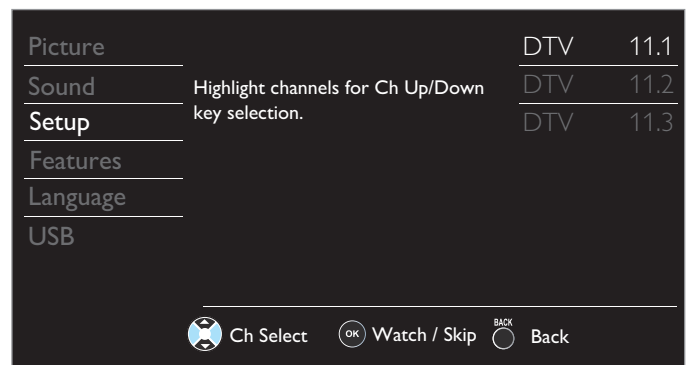 Picture
Sound
Setup
Features
Language
USB
Highlight channels for Ch Up/Down
key selection.
DTV 11.1
DTV 11.2
DTV 11.3
Ch Select OK Watch / Skip BACK Back